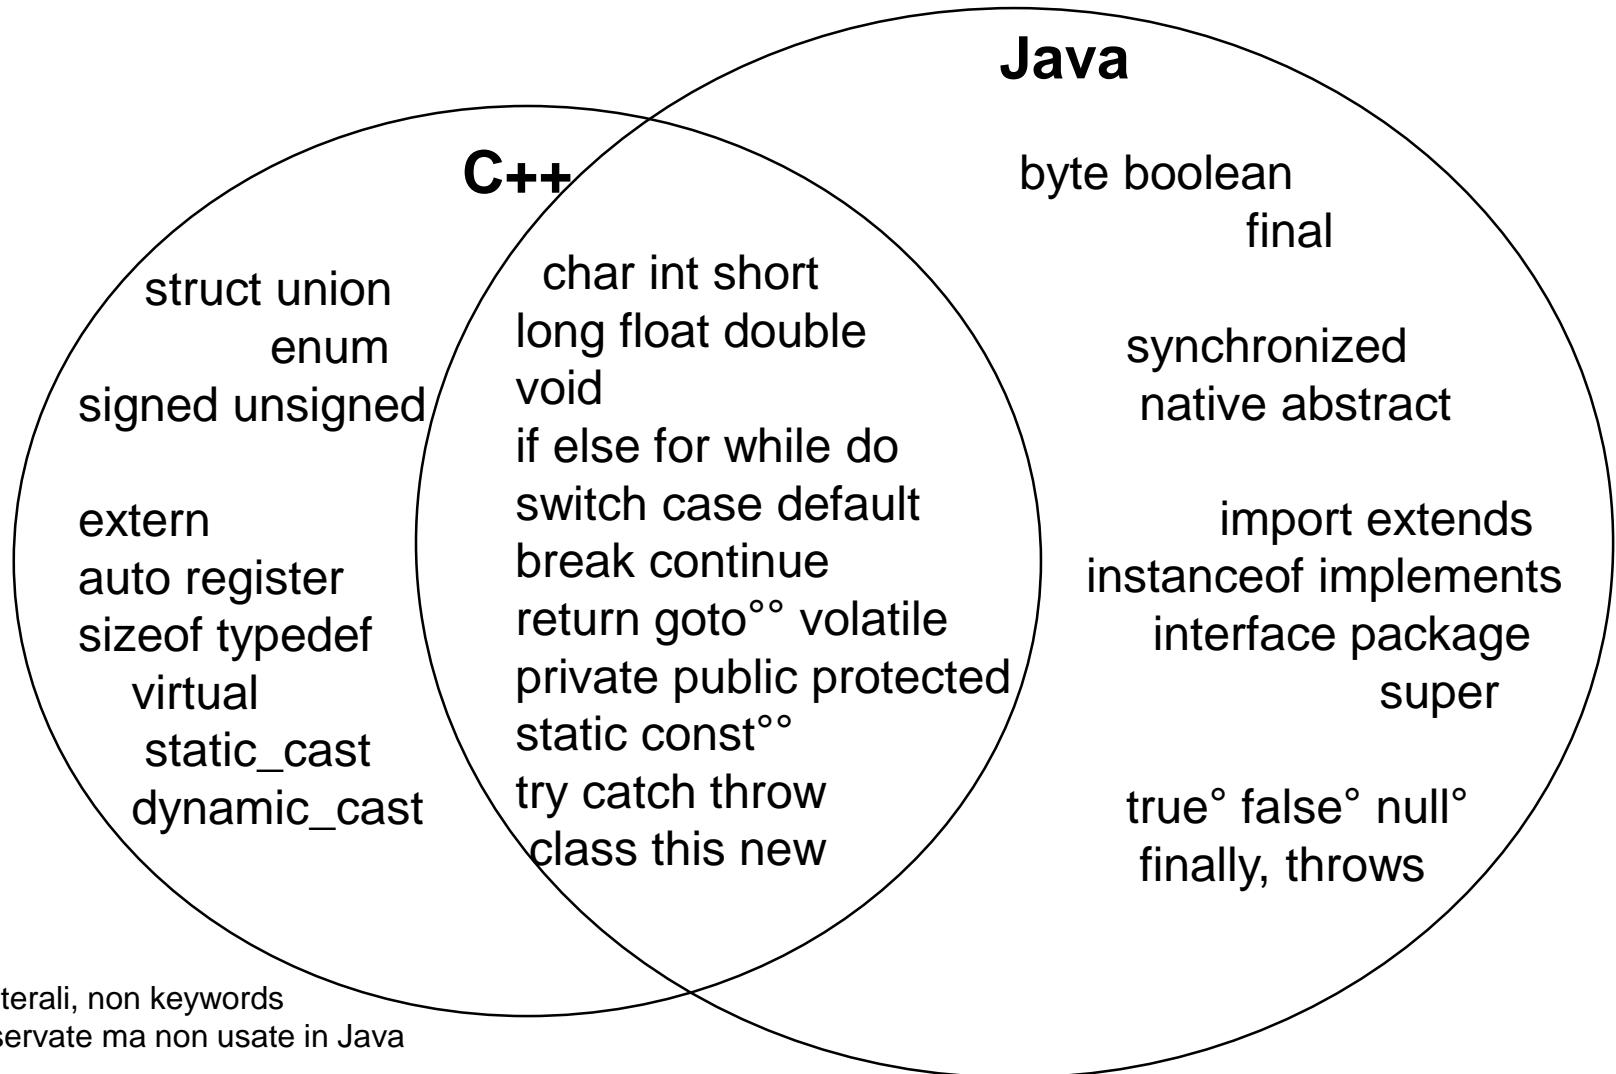 Java
C++
byte boolean
final
struct union
enum
signed unsigned
extern
auto register
sizeof typedef
virtual
static_cast
dynamic_cast
char int short
long float double
void
if else for while do
switch case default
break continue
return goto°° volatile
private public protected
static const°°
try catch throw
class this new
synchronized
native abstract
import extends
instanceof implements
interface package
super
true° false° null°
finally, throws
terali, non keywords
servate ma non usate in Java